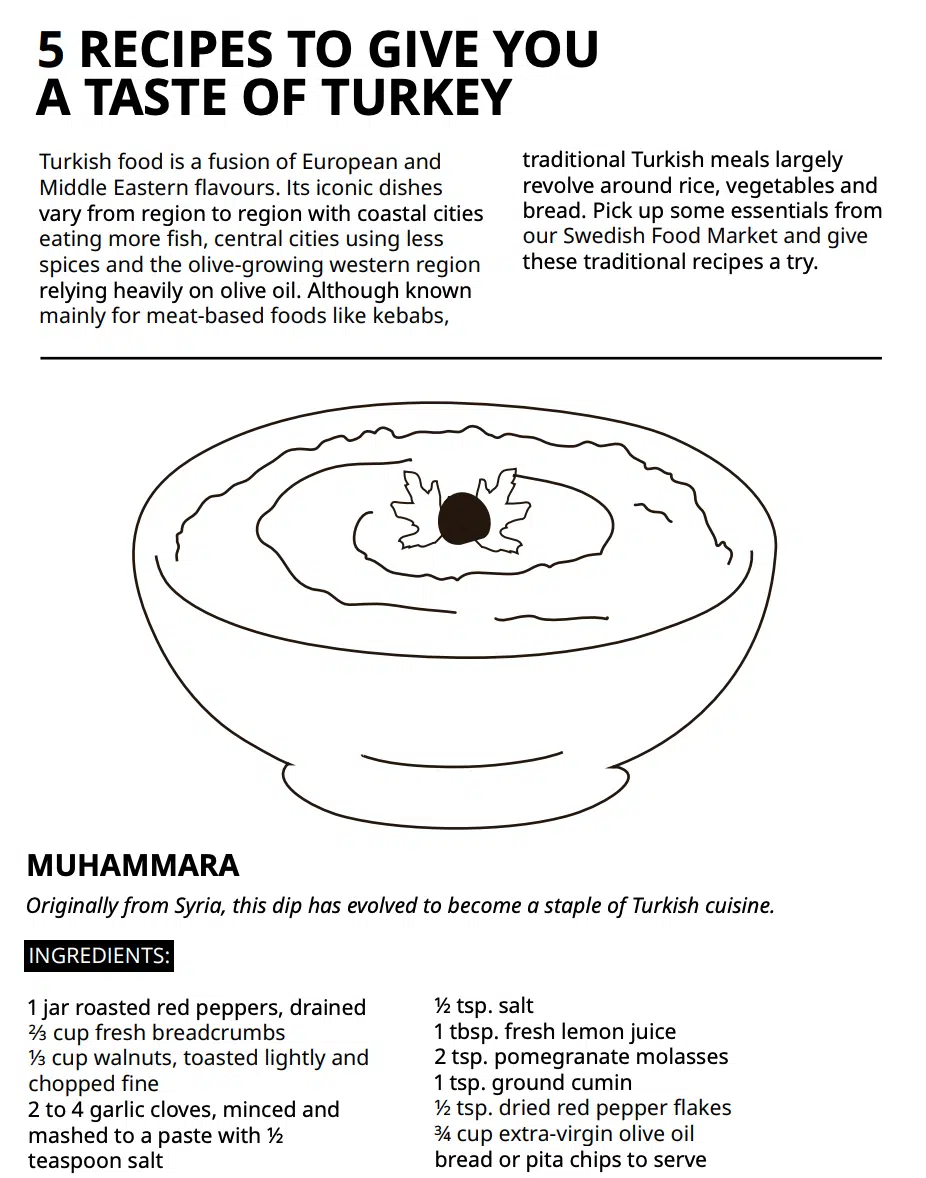 5 RECIPES TO GIVE YOU
A TASTE OF TURKEY
Turkish food is a fusion of European and
Middle Eastern flavours. Its iconic dishes
vary from region to region with coastal cities
eating more fish, central cities using less
spices and the olive-growing western region
relying heavily on olive oil. Although known
mainly for meat-based foods like kebabs,
traditional Turkish meals largely
revolve around rice, vegetables and
bread. Pick up some essentials from
our Swedish Food Market and give
these traditional recipes a try.
MUHAMMARA
Originally from Syria, this dip has evolved to become a staple of Turkish cuisine.
INGREDIENTS:
1 jar roasted red peppers, drained
⅔ cup fresh breadcrumbs
⅓ cup walnuts, toasted lightly and
chopped fine
2 to 4 garlic cloves, minced and
mashed to a paste with ½
teaspoon salt
½ tsp. salt
1 tbsp. fresh lemon juice
2 tsp. pomegranate molasses
1 tsp. ground cumin
½ tsp. dried red pepper flakes
¾ cup extra-virgin olive oil
bread or pita chips to serve